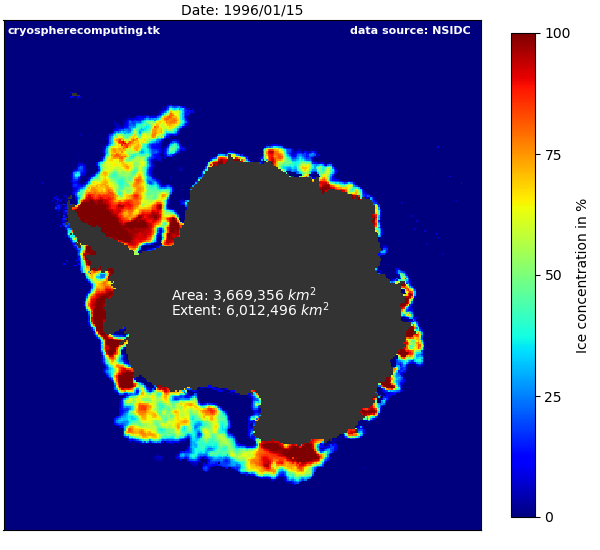 Date: 1996/01/15
cryospherecomputing.tk
data source: NSIDC
100
75
50
25
0
Ice concentration in %
Area: 3,669,356 km²
Extent: 6,012,496 km²